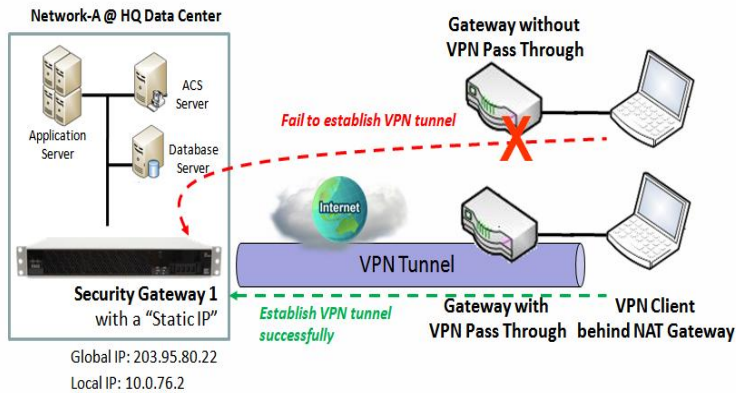 Network-A @ HQ Data Center
Gateway without
VPN Pass Through
ACS
Server
Application
Server
Database
Server
Fail to establish VPN tunnel
X
Internet
VPN Tunnel
Security Gateway 1
with a “Static IP”
Establish VPN tunnel
successfully
Gateway with
VPN Pass Through
VPN Client
behind NAT Gateway
Global IP: 203.95.80.22
Local IP: 10.0.76.2